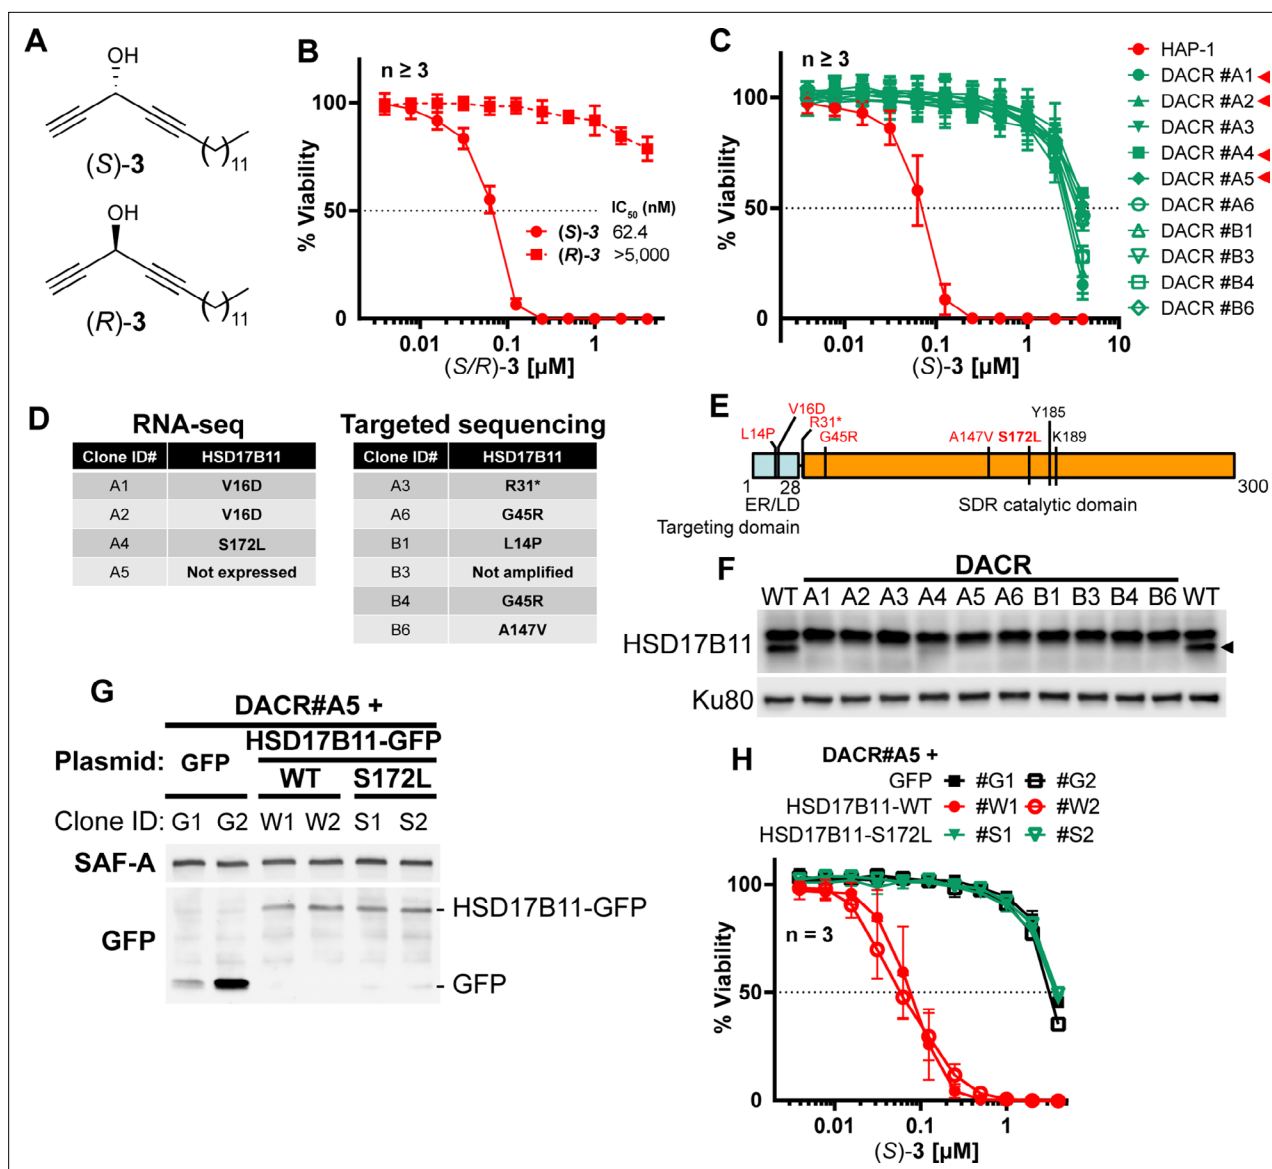 A
OH
11
(S)-3
OH
11
(R)-3
B
n ≥ 3
% Viability
100
50
0
IC50 (nM)
(S)-3 62.4
(R)-3 >5,000
0.01 0.1 1
(S/R)-3 [µM]
C
n ≥ 3
% Viability
100
50
0
0.01 0.1 1 10
(S)-3 [µM]
HAP-1
DACR #A1
DACR #A2
DACR #A3
DACR #A4
DACR #A5
DACR #A6
DACR #B1
DACR #B3
DACR #B4
DACR #B6
D
RNA-seq
Clone ID# HSD17B11
A1 V16D
A2 V16D
A4 S172L
A5 Not expressed
Targeted sequencing
Clone ID# HSD17B11
A3 R31*
A6 G45R
B1 L14P
B3 Not amplified
B4 G45R
B6 A147V
E
V16D
R31*
L14P
G45R
A147V S172L
Y185
K189
1 28 300
ER/LD
Targeting domain
SDR catalytic domain
F
DACR
WT A1 A2 A3 A4 A5 A6 B1 B3 B4 B6 WT
HSD17B11
Ku80
G
DACR#A5 +
HSD17B11-GFP
Plasmid: GFP WT S172L
Clone ID: G1 G2 W1 W2 S1 S2
SAF-A
GFP
- HSD17B11-GFP
- GFP
H
DACR#A5 +
GFP #G1 #G2
HSD17B11-WT #W1 #W2
HSD17B11-S172L #S1 #S2
% Viability
100
50
0
n = 3
0.01 0.1 1
(S)-3 [µM]